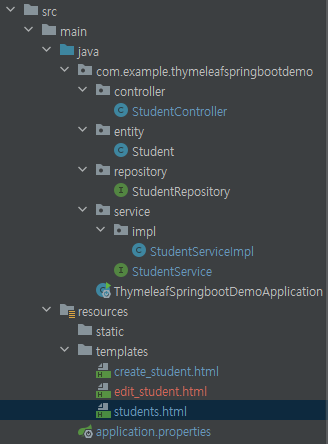 src
main
java
com.example.thymeleafspringbootdemo
controller
StudentController
entity
Student
repository
StudentRepository
service
impl
StudentServiceImpl
StudentService
ThymeleafSpringbootDemoApplication
resources
static
templates
create_student.html
edit_student.html
students.html
application.properties